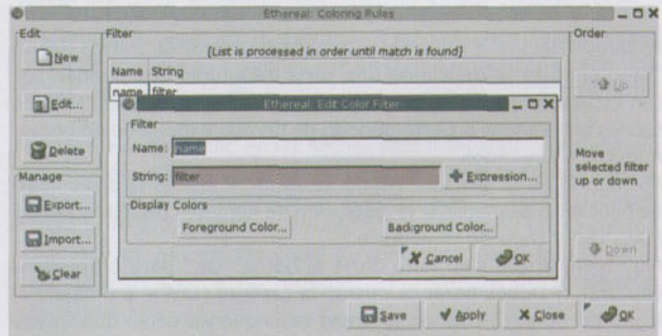 Ethereal: Coloring Rules
Edit
Filter
Order
New
Edit...
Delete
Manage
Export...
Import...
Clear
[List is processed in order until match is found]
Name String
name filter
Up
Move
selected filter
up or down
Down
Ethereal: Edit Color Filter
Filter
Name: name
String: filter
Expression...
Display Colors
Foreground Color...
Background Color...
Cancel
OK
Save
Apply
Close
OK